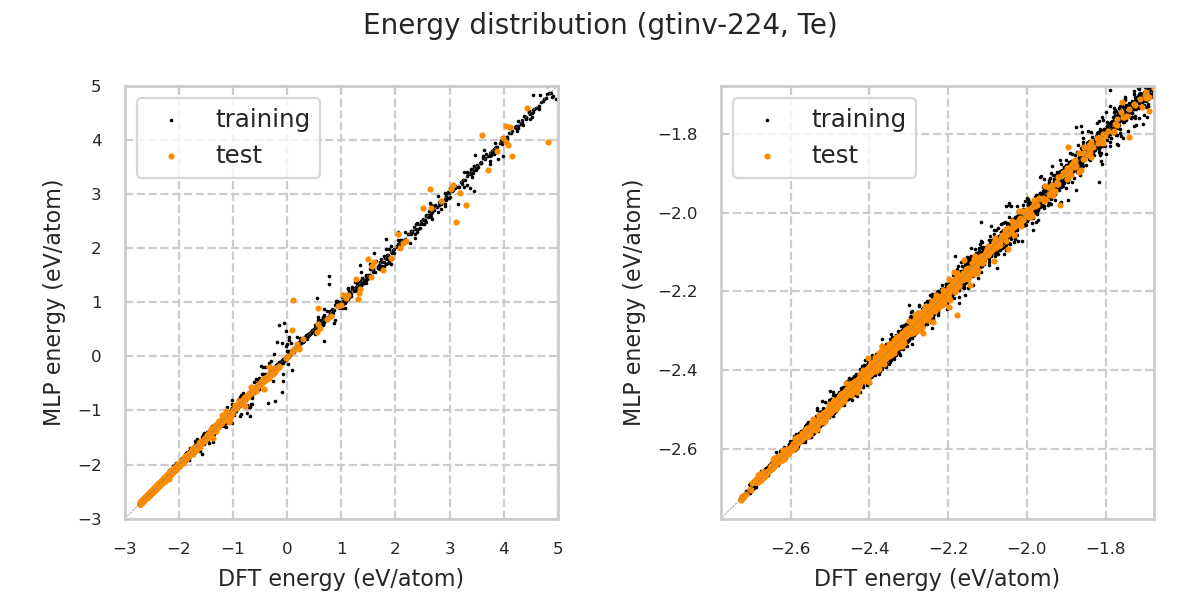 Energy distribution (gtinv-224, Te)
training
test
5
4
3
2
1
0
−1
−2
−3
−3 −2 −1 0 1 2 3 4 5
MLP energy (eV/atom)
DFT energy (eV/atom)
training
test
−1.8
−2.0
−2.2
−2.4
−2.6
−2.6 −2.4 −2.2 −2.0 −1.8
MLP energy (eV/atom)
DFT energy (eV/atom)